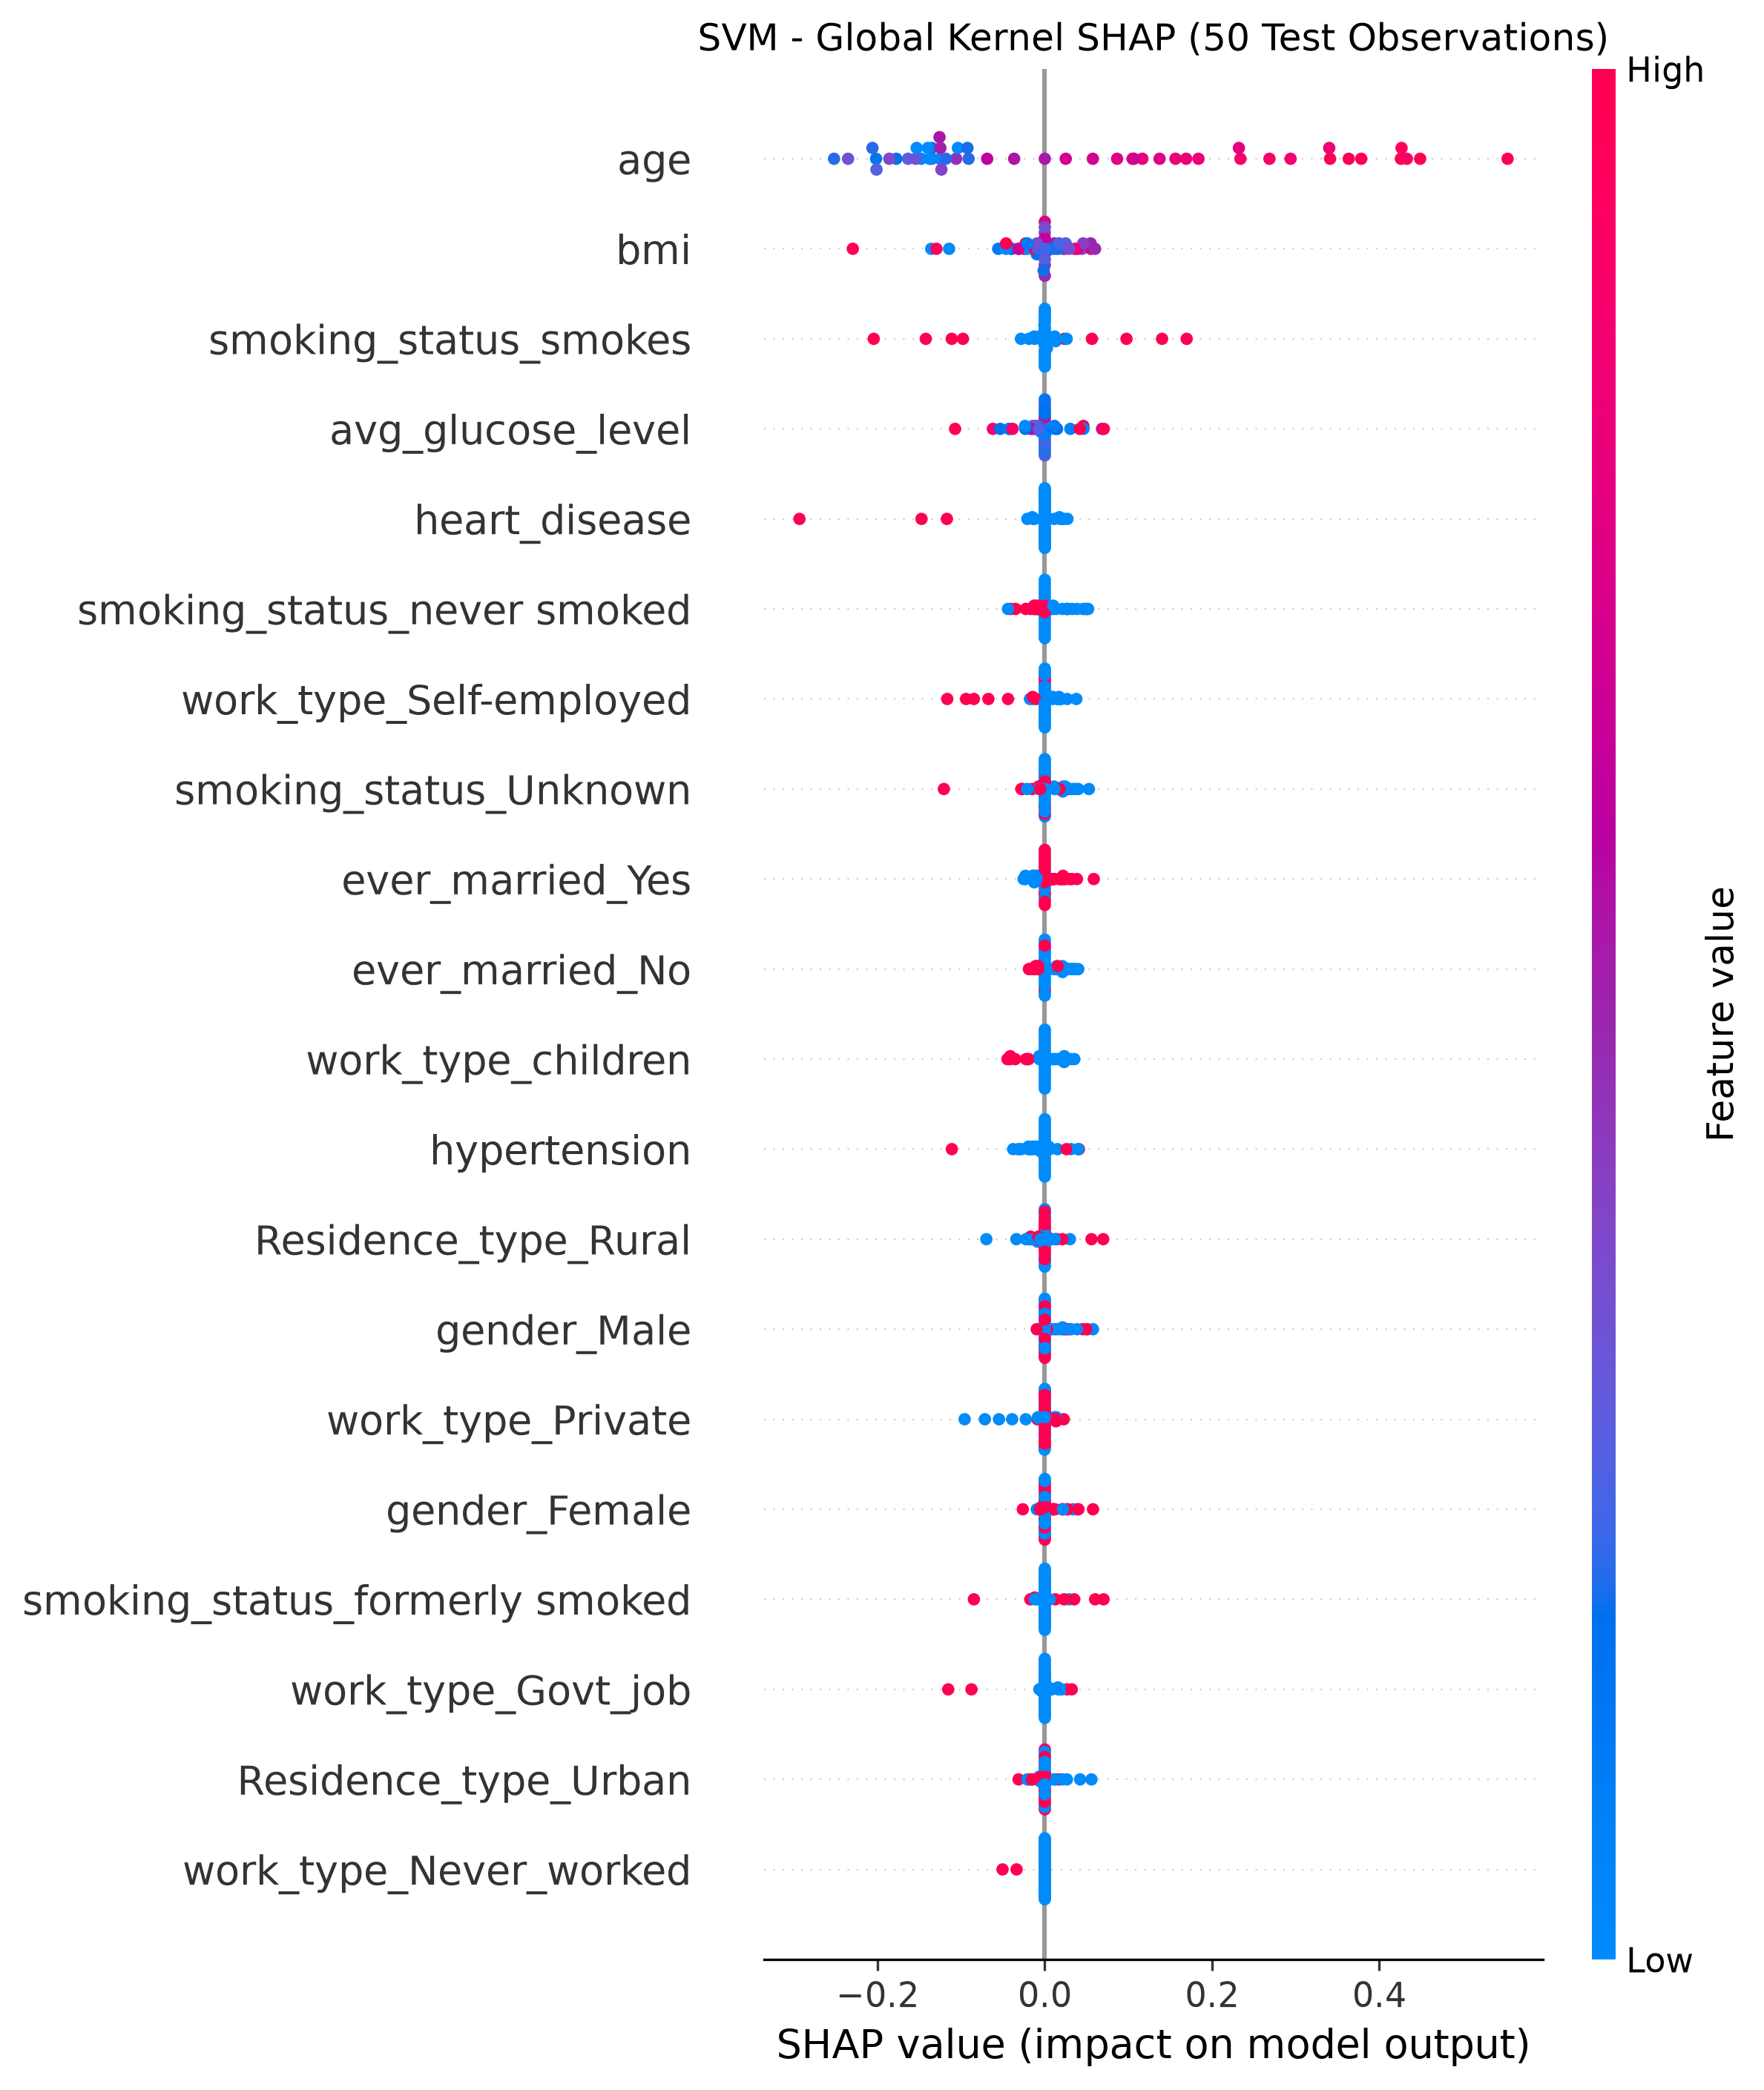 SVM - Global Kernel SHAP (50 Test Observations)
High
age
bmi
smoking_status_smokes
avg_glucose_level
heart_disease
smoking_status_never smoked
work_type_Self-employed
smoking_status_Unknown
ever_married_Yes
ever_married_No
work_type_children
hypertension
Residence_type_Rural
gender_Male
work_type_Private
gender_Female
smoking_status_formerly smoked
work_type_Govt_job
Residence_type_Urban
work_type_Never_worked
Feature value
Low
−0.2 0.0 0.2 0.4
SHAP value (impact on model output)